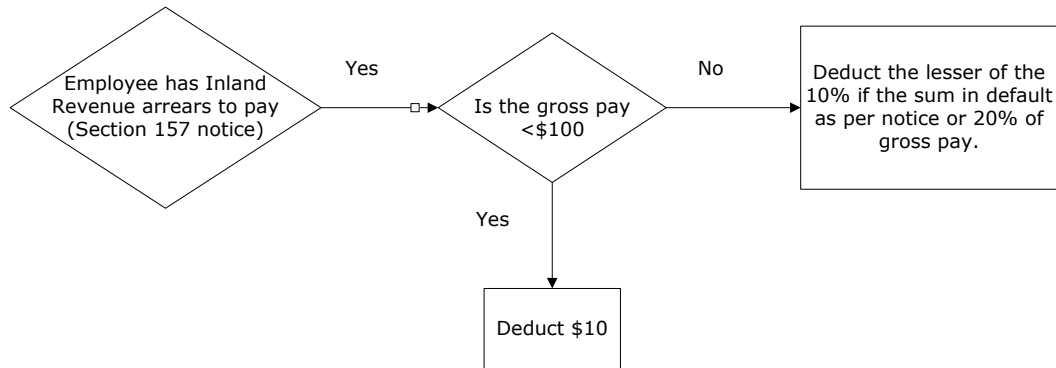 Employee has Inland
Revenue arrears to pay
(Section 157 notice)
Yes
Is the gross pay
<$100
No
Deduct the lesser of the
10% if the sum in default
as per notice or 20% of
gross pay.
Yes
Deduct $10